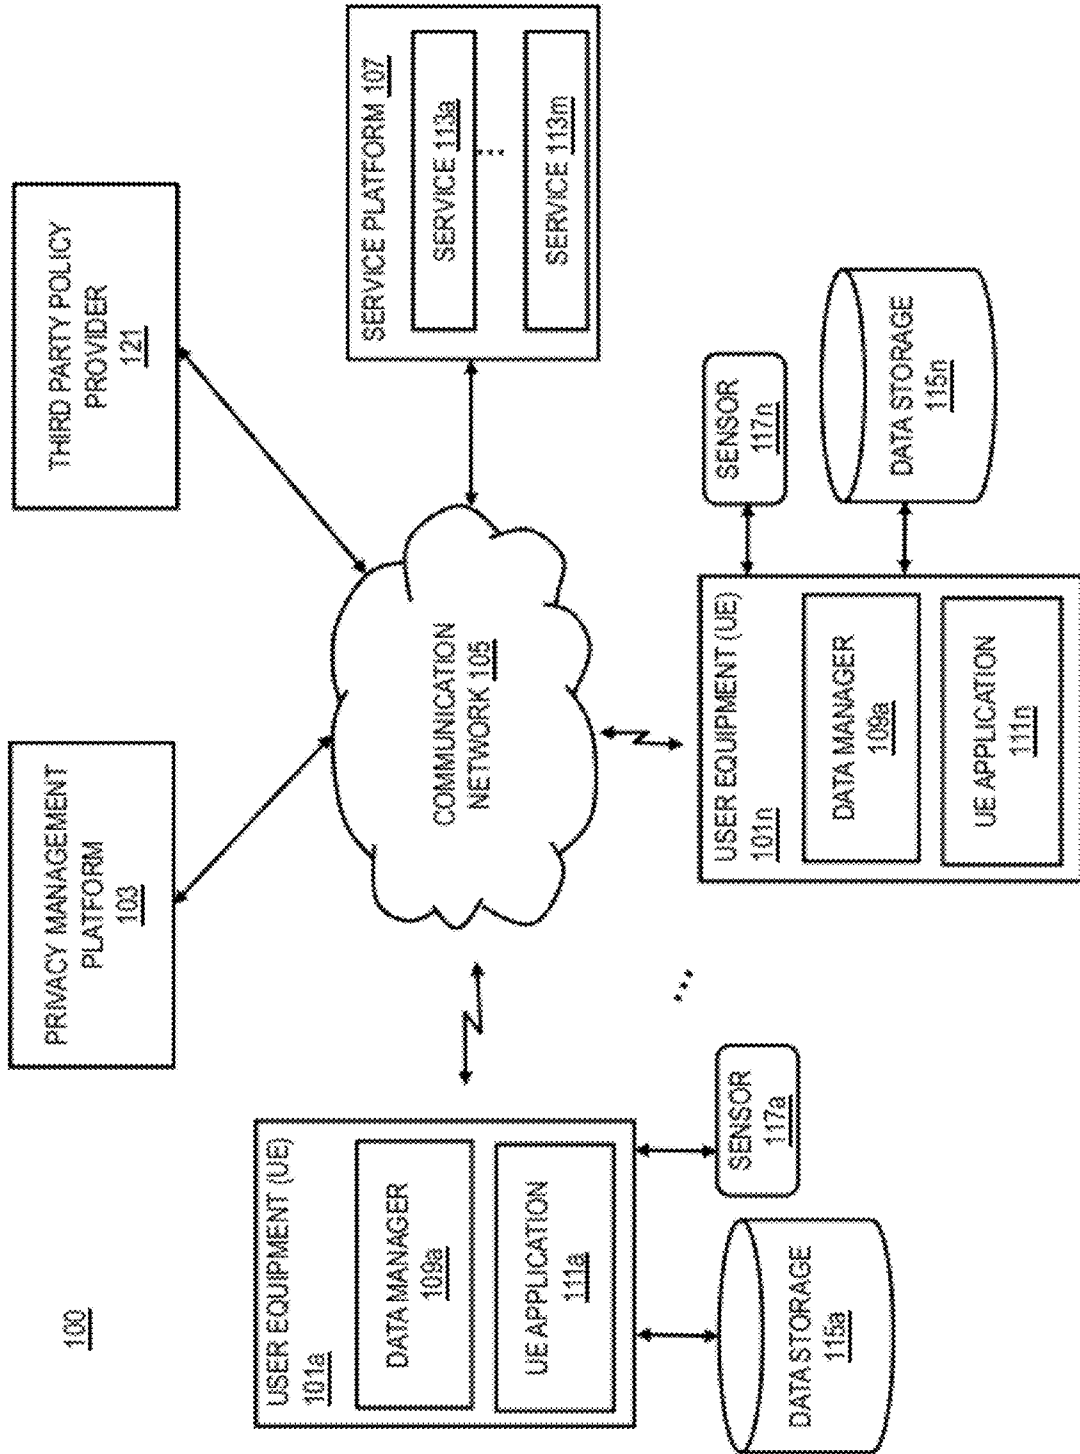 100
PRIVACY MANAGEMENT
PLATFORM
103
THIRD PARTY POLICY
PROVIDER
121
USER EQUIPMENT (UE)
101a
DATA MANAGER
109a
UE APPLICATION
111a
DATA STORAGE
115a
SENSOR
117a
COMMUNICATION
NETWORK 105
SERVICE PLATFORM 107
SERVICE 113a
...
SERVICE 113m
...
USER EQUIPMENT (UE)
101n
DATA MANAGER
109a
UE APPLICATION
111n
SENSOR
117n
DATA STORAGE
115n